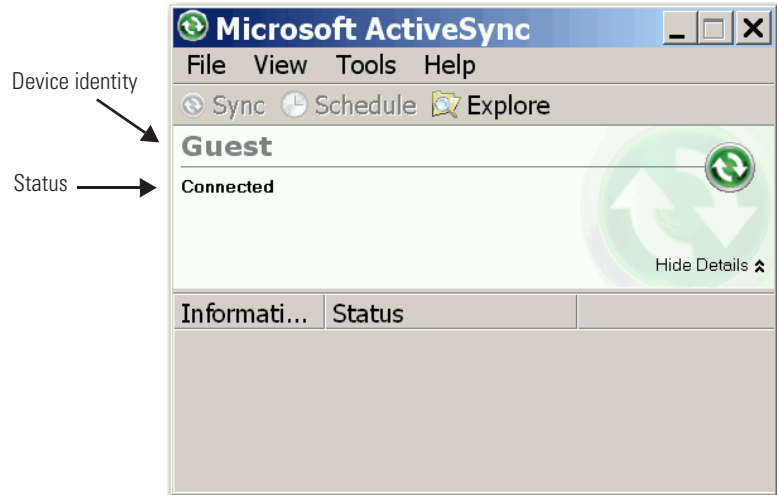 Microsoft ActiveSync
File View Tools Help
Sync Schedule Explore
Device identity
Guest
Status
Connected
Hide Details
Informati... Status